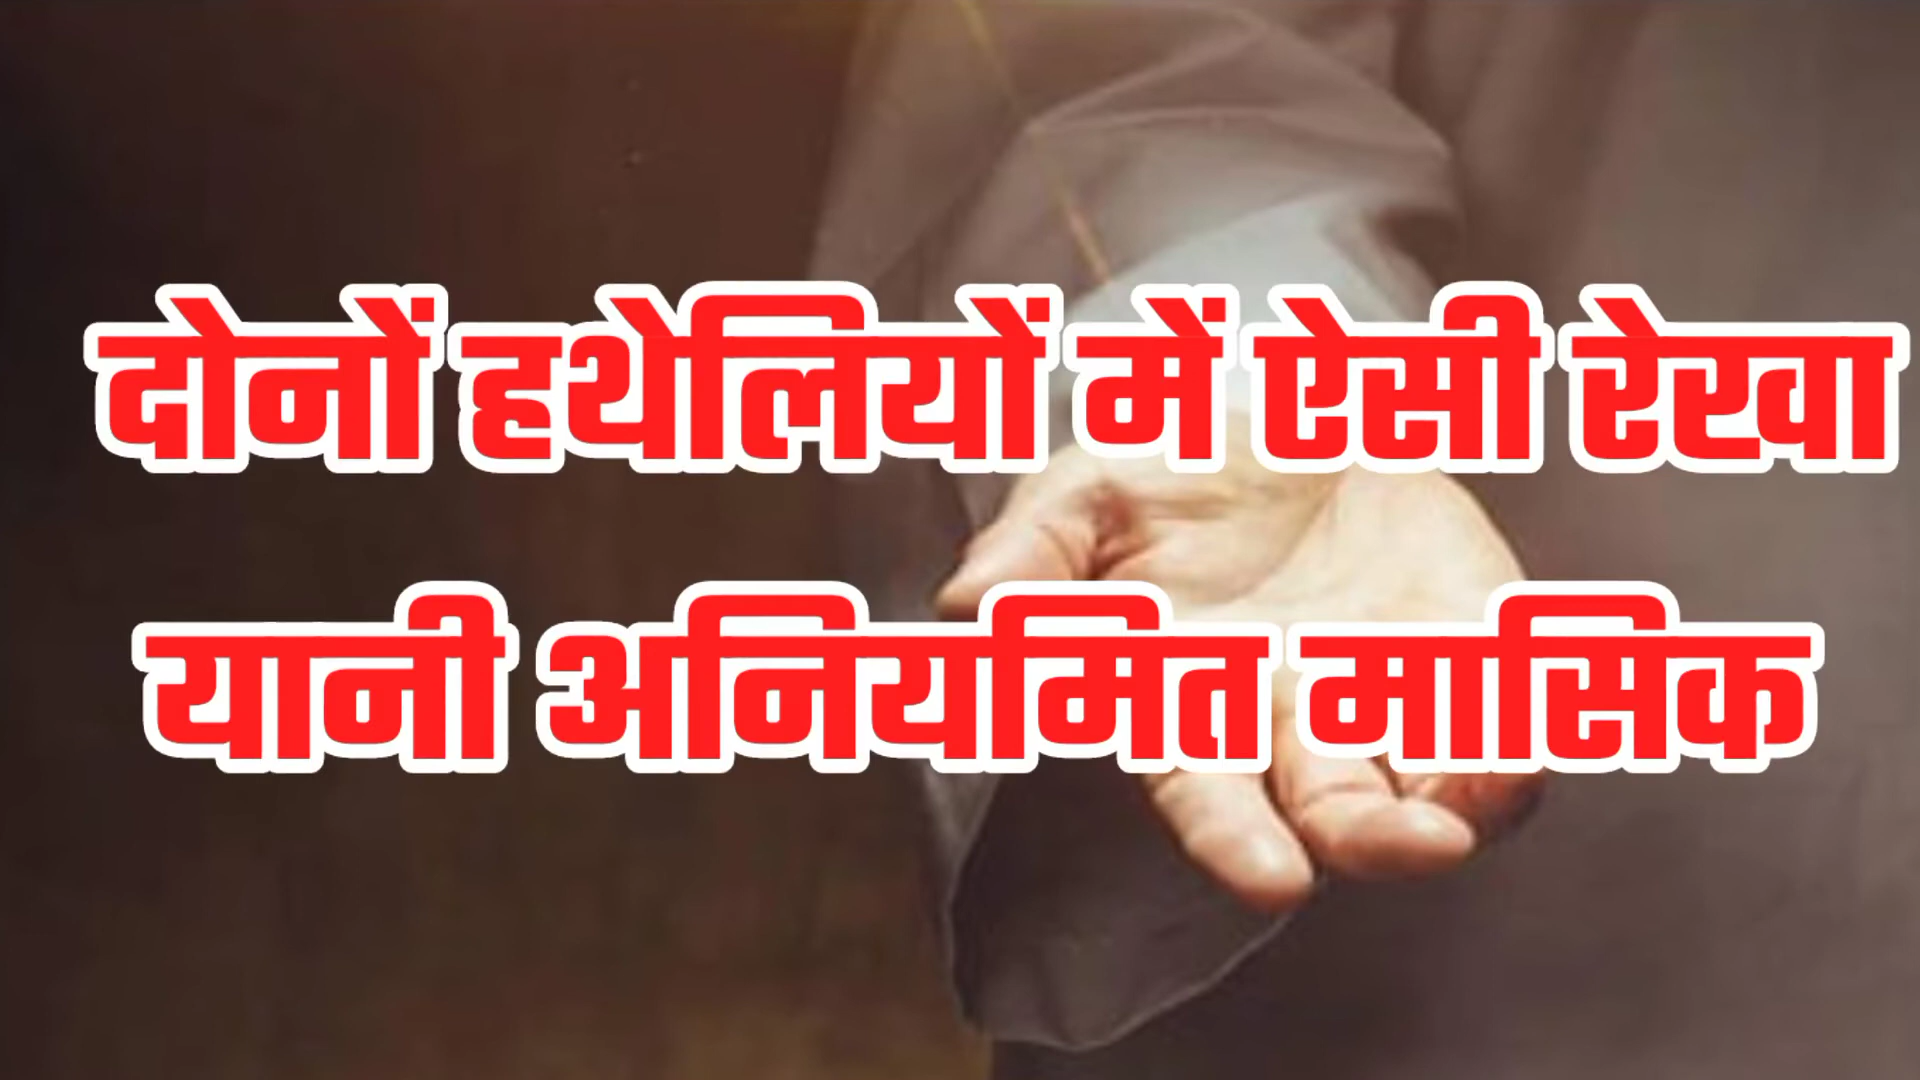 दोनों हथेलियों में ऐसी रेखा
यानी अनियमित मासिक